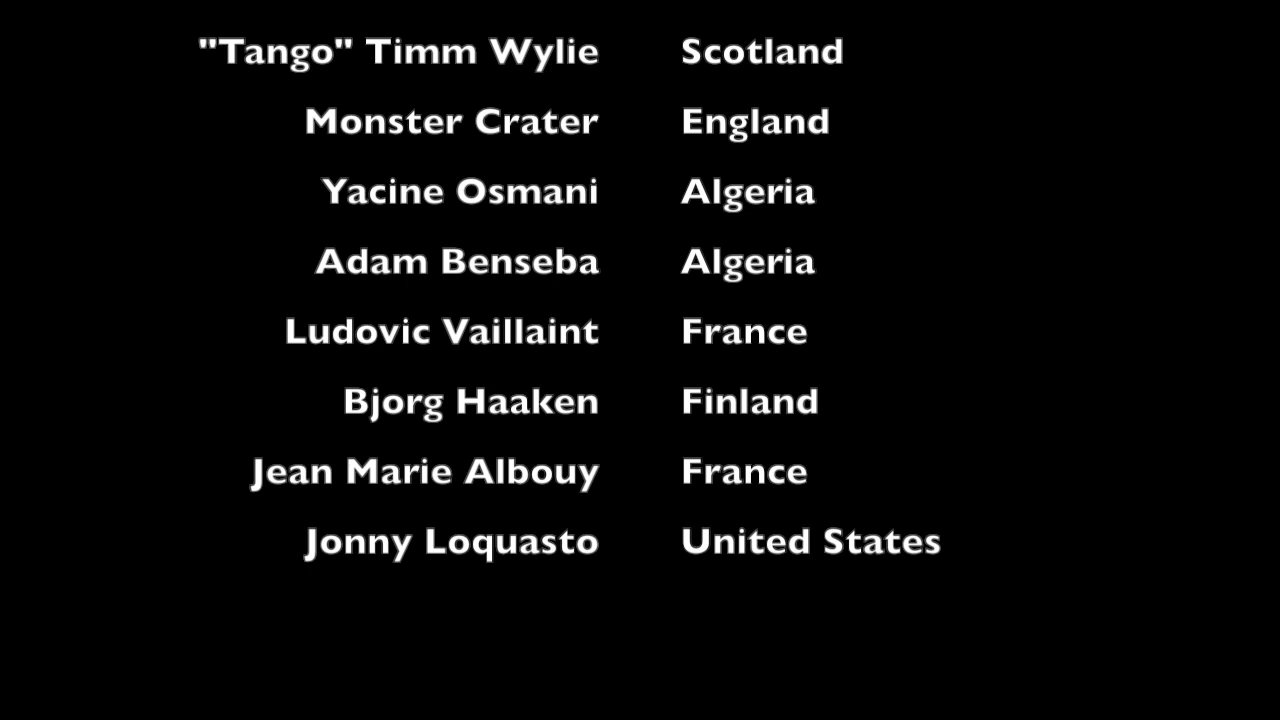 "Tango" Timm Wylie Scotland
Monster Crater England
Yacine Osmani Algeria
Adam Benseba Algeria
Ludovic Vaillaint France
Bjorg Haaken Finland
Jean Marie Albouy France
Jonny Loquasto United States